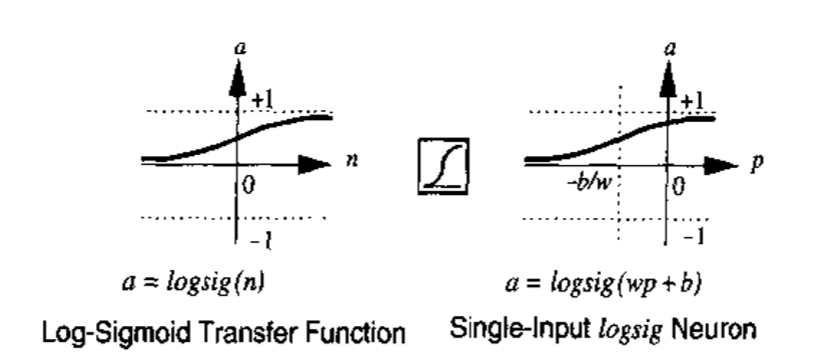 a
a
+1
+1
n
p
0
-b/w
0
-1
-1
a = logsig(n)
a = logsig(wp + b)
Log-Sigmoid Transfer Function
Single-Input logsig Neuron